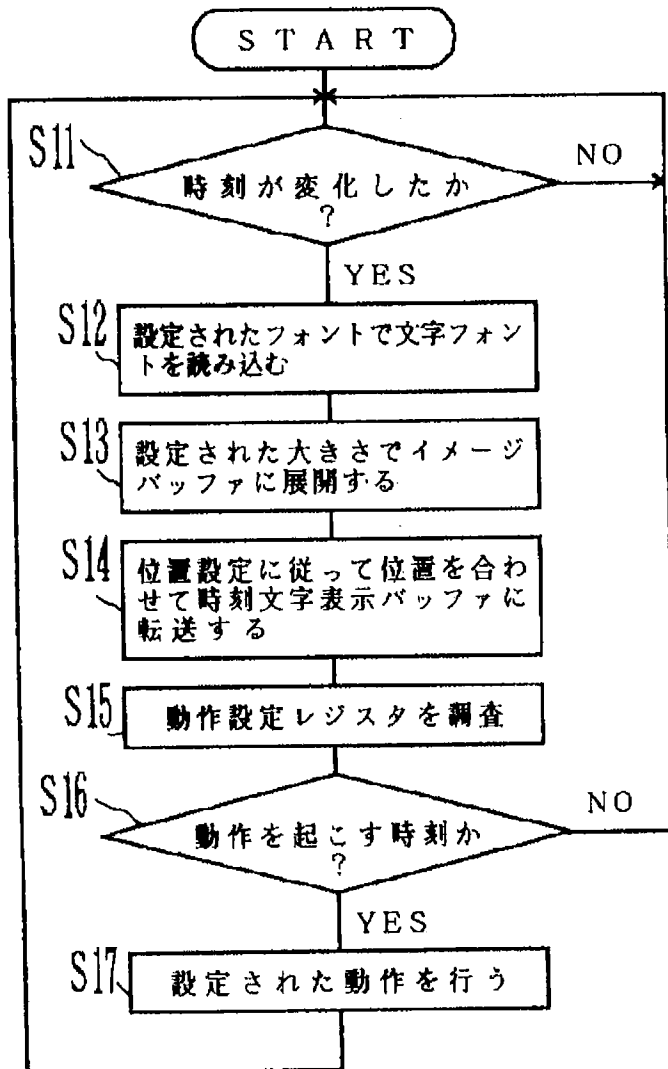 START
S11
時刻が変化したか
?
NO
YES
S12
設定されたフォントで文字フォン
トを読み込む
S13
設定された大きさでイメージ
バッファに展開する
S14
位置設定に従って位置を合わ
せて時刻文字表示バッファに
転送する
S15
動作設定レジスタを調査
S16
動作を起こす時刻か
?
NO
YES
S17
設定された動作を行う